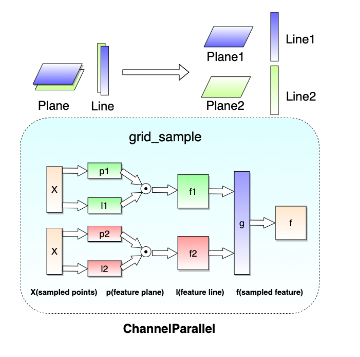 Line1
Plane1
Plane
Line
Plane2
Line2
grid_sample
X
p1
l1
f1
X
p2
l2
f2
g
f
X(sampled points) p(feature plane) l(feature line) f(sampled feature)
ChannelParallel